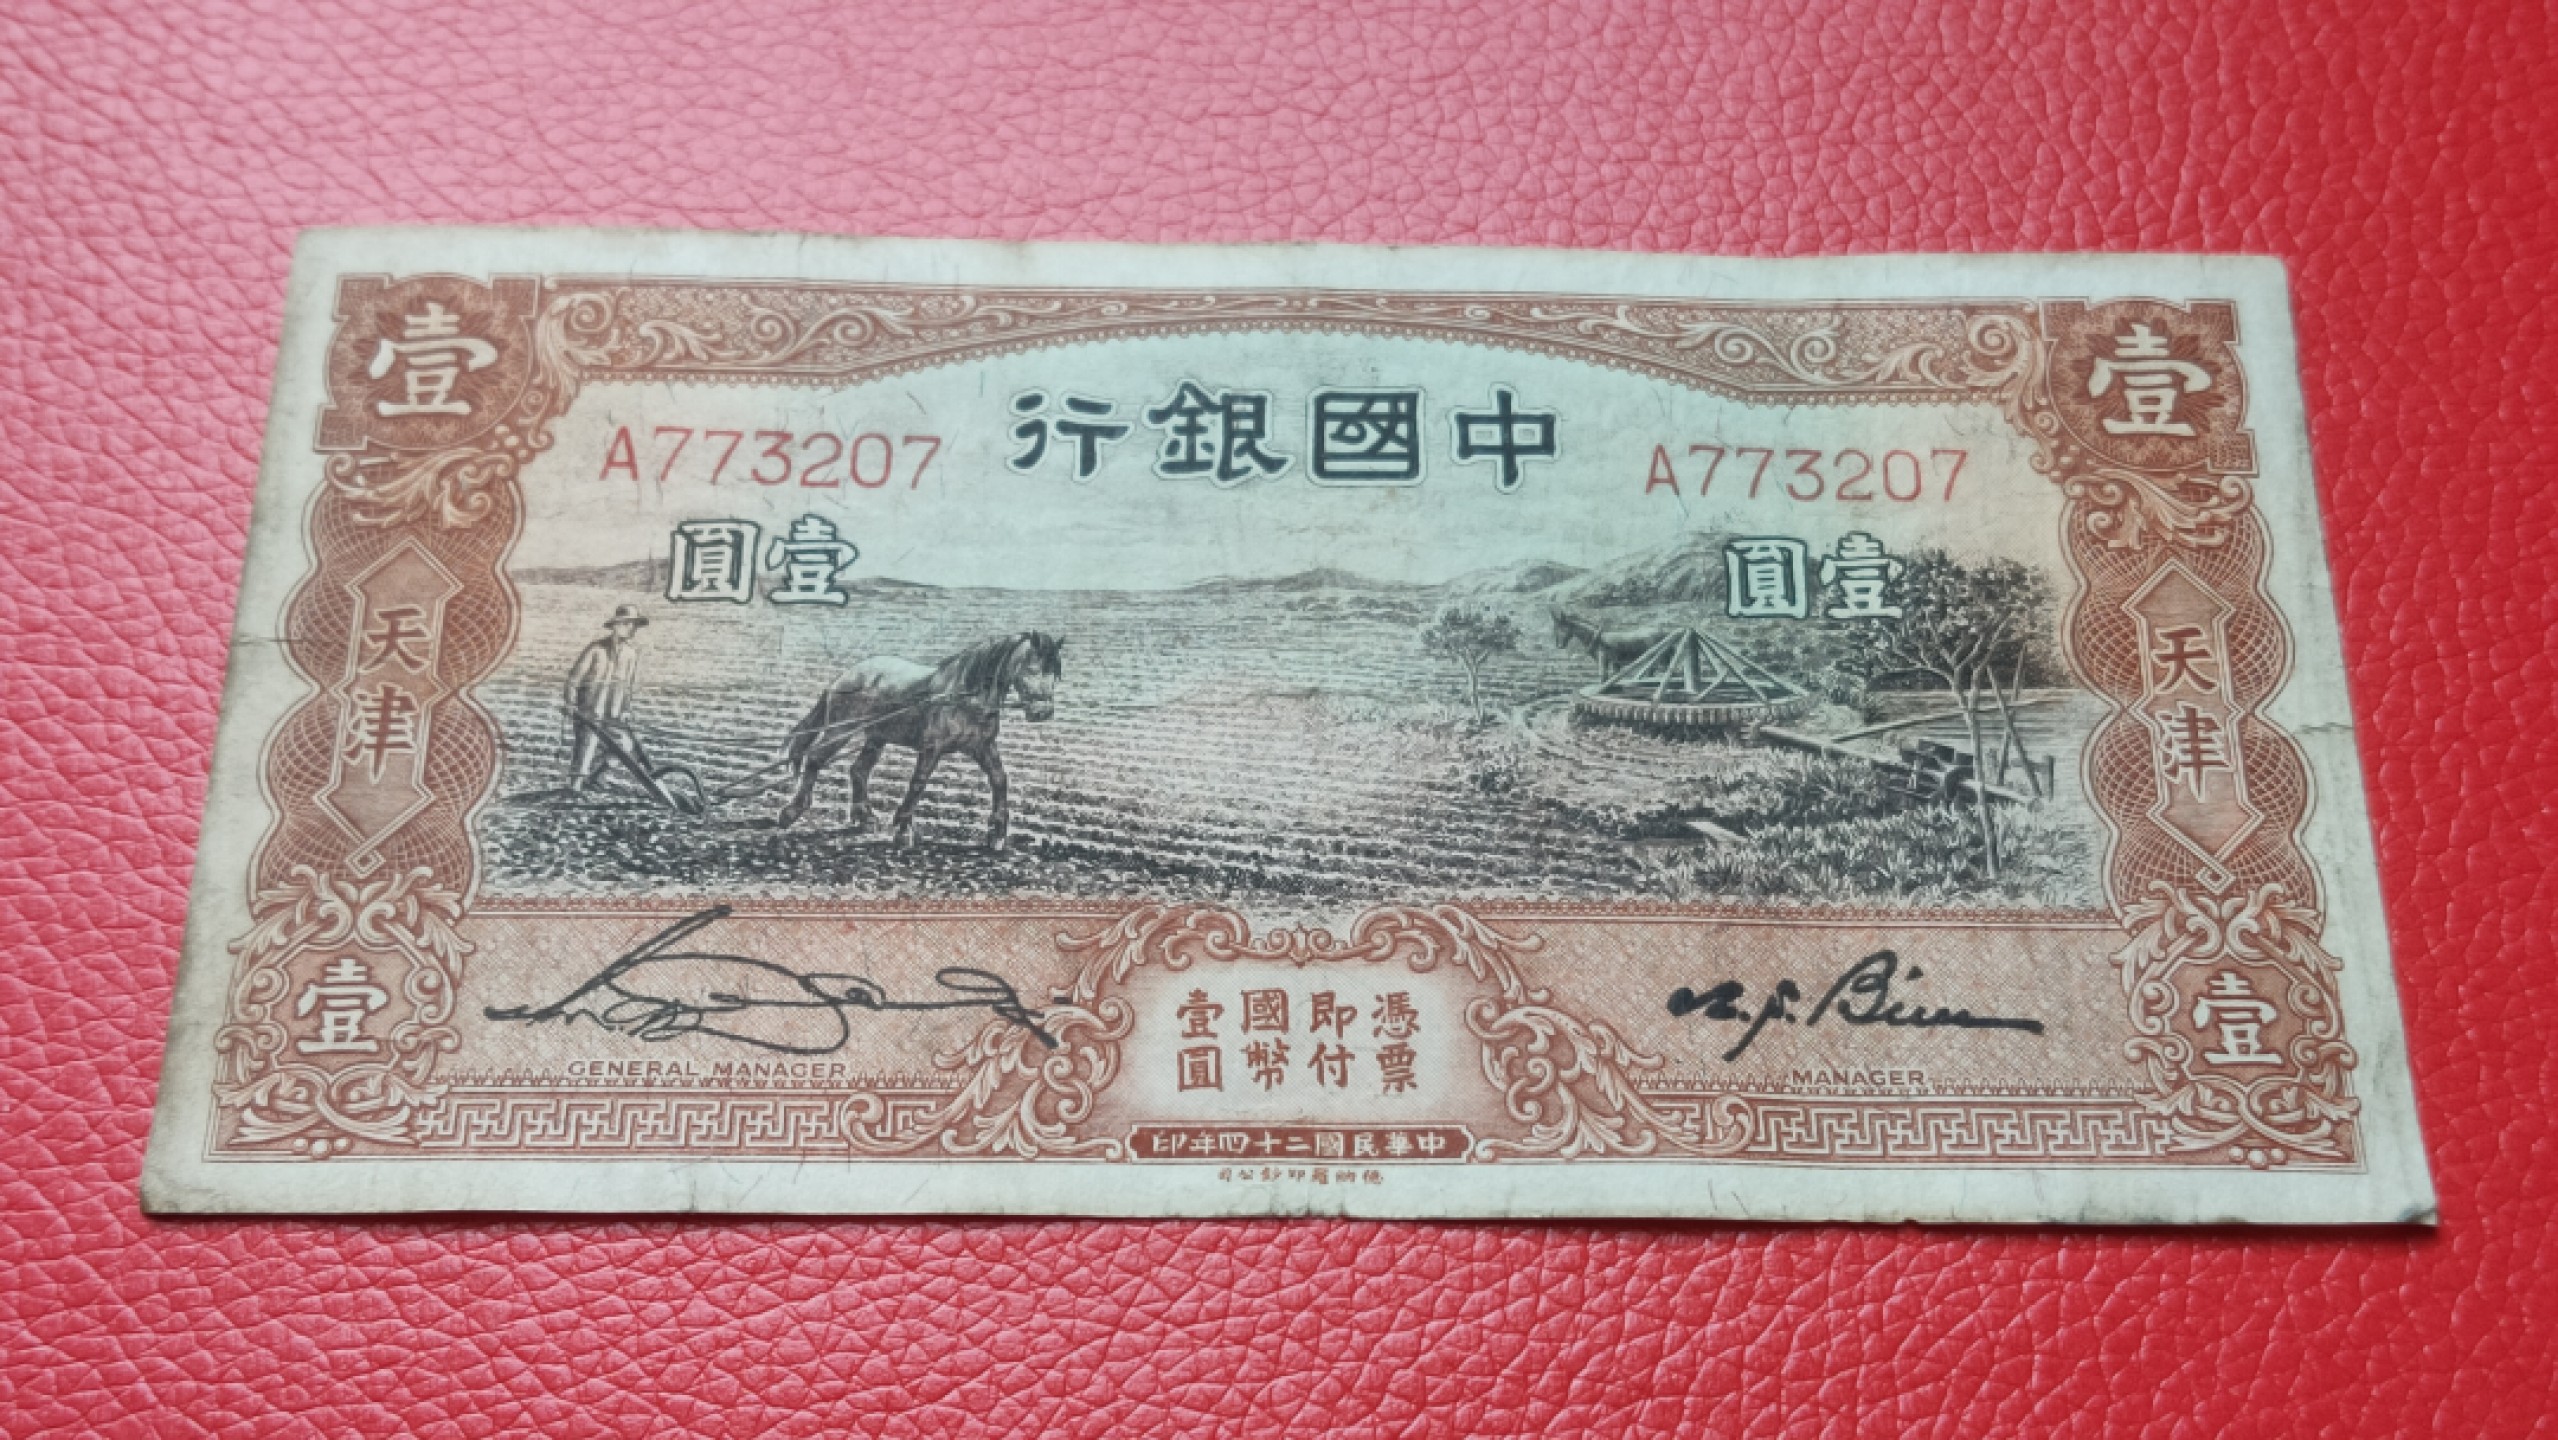 壹
壹
中國銀行
A773207
A773207
壹圓
壹圓
天津
天津
憑票
即付
國幣
壹圓
GENERAL MANAGER
MANAGER
壹
壹
中華民國二十四年印
德納羅印鈔公司